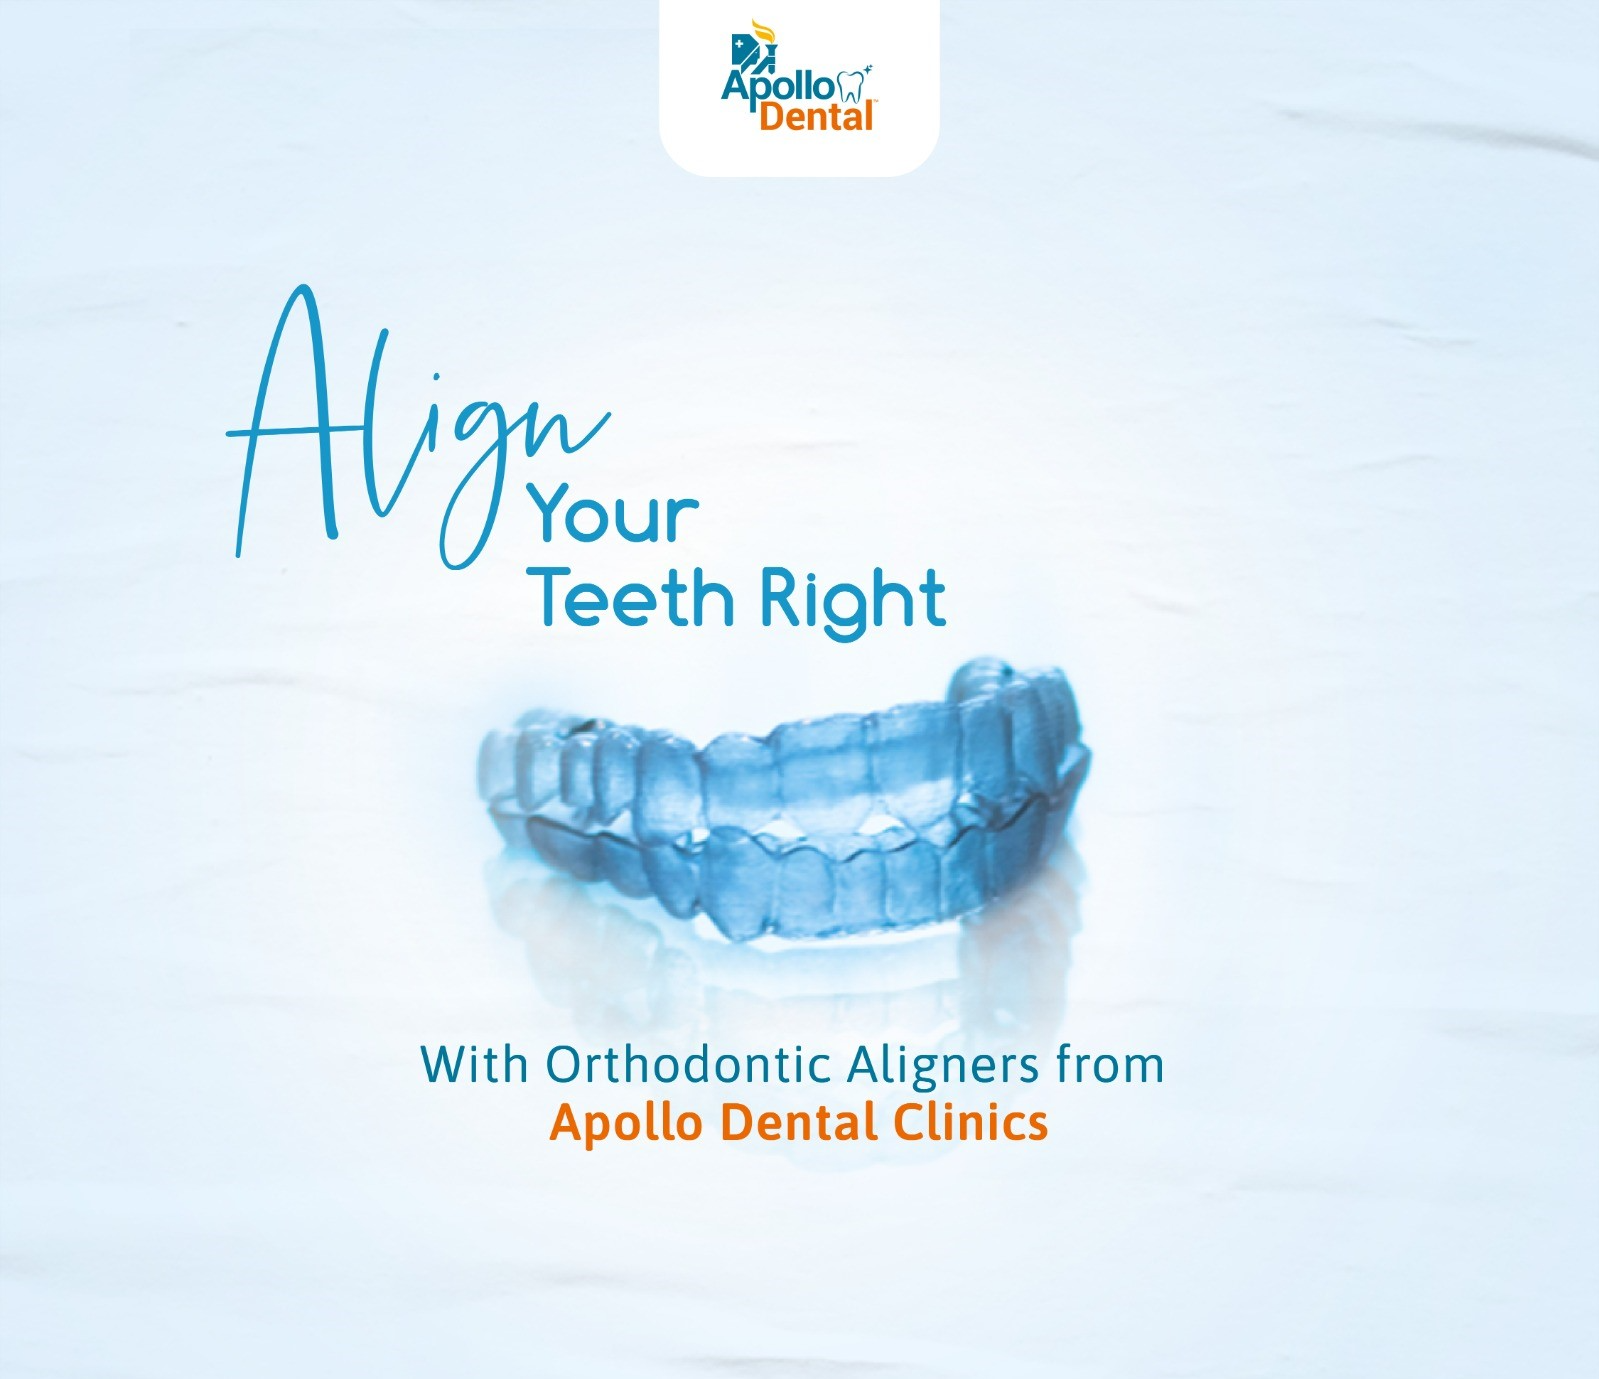 Apollo
Dental
Align
Your
Teeth Right
With Orthodontic Aligners from
Apollo Dental Clinics